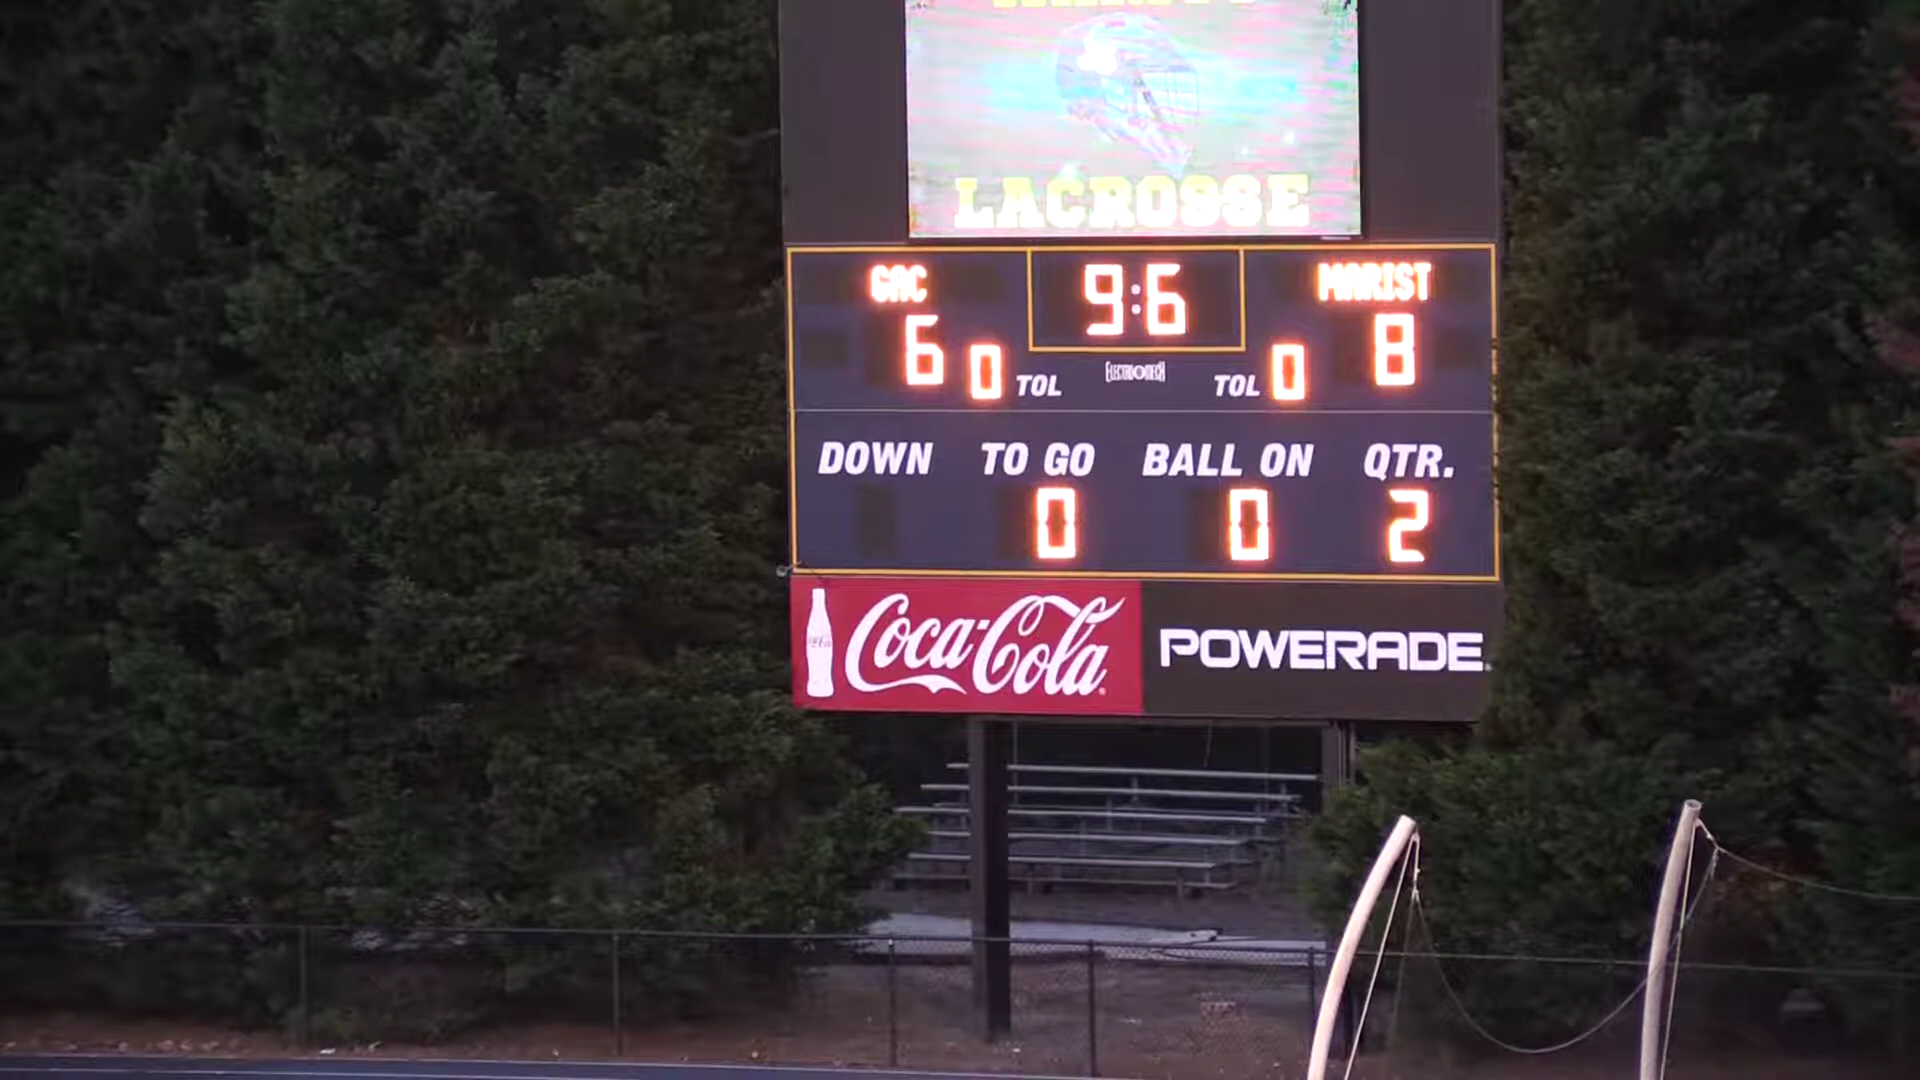 LACROSSE
GAC 9:6 MARIST
6 0 TOL TOL 0 8
DOWN TO GO BALL ON QTR.
0 0 2
Coca-Cola POWERADE